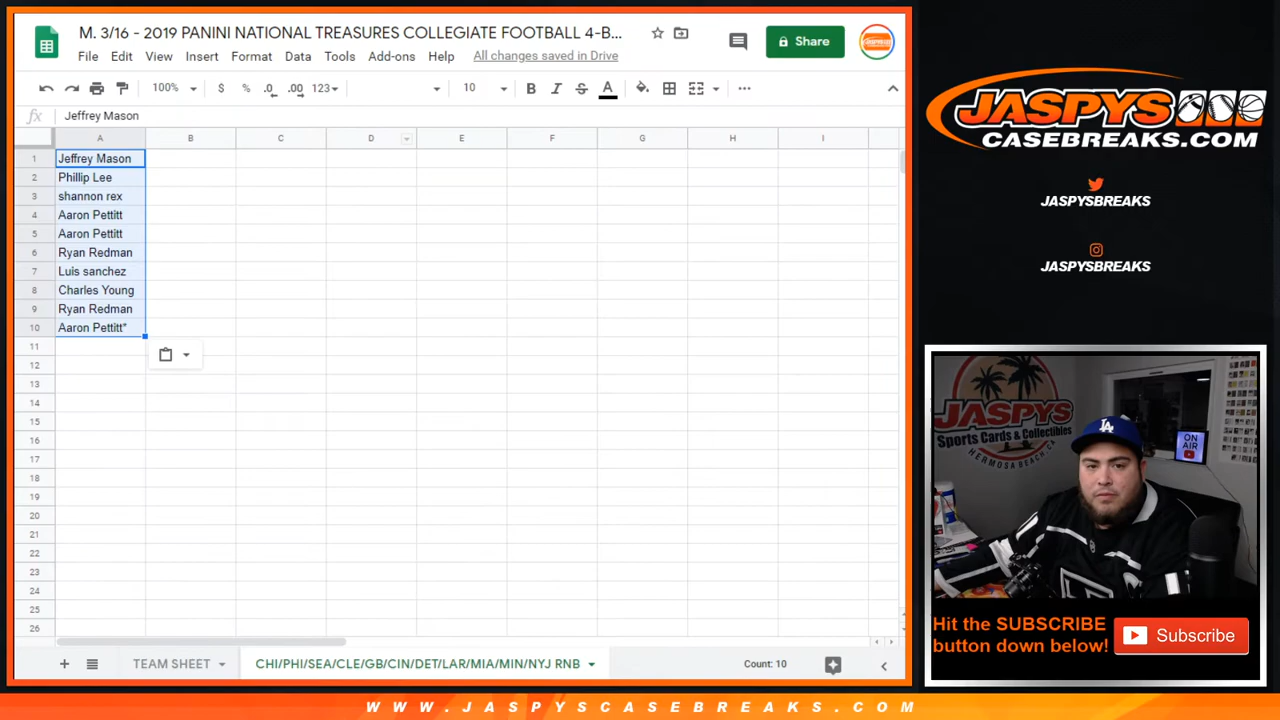 M. 3/16 - 2019 PANINI NATIONAL TREASURES COLLEGIATE FOOTBALL 4-B...
File Edit View Insert Format Data Tools Add-ons Help All changes saved in Drive
Share
100% $ % .0 .00 123 10 B I S A
fx Jeffrey Mason
A B C D E F G H I
1 Jeffrey Mason
2 Phillip Lee
3 shannon rex
4 Aaron Pettitt
5 Aaron Pettitt
6 Ryan Redman
7 Luis sanchez
8 Charles Young
9 Ryan Redman
10 Aaron Pettitt"
11
12
13
14
15
16
17
18
19
20
21
22
23
24
25
26
TEAM SHEET CHI/PHI/SEA/CLE/GB/CIN/DET/LAR/MIA/MIN/NYJ RNB Count: 10
JASPYS
CASEBREAKS.COM
JASPYSBREAKS
JASPYSBREAKS
JASPYS
Sports Cards & Collectibles
HERMOSA BEACH, CA
ON AIR
LA
Hit the SUBSCRIBE
button down below!
Subscribe
WWW.JASPYSCASEBREAKS.COM